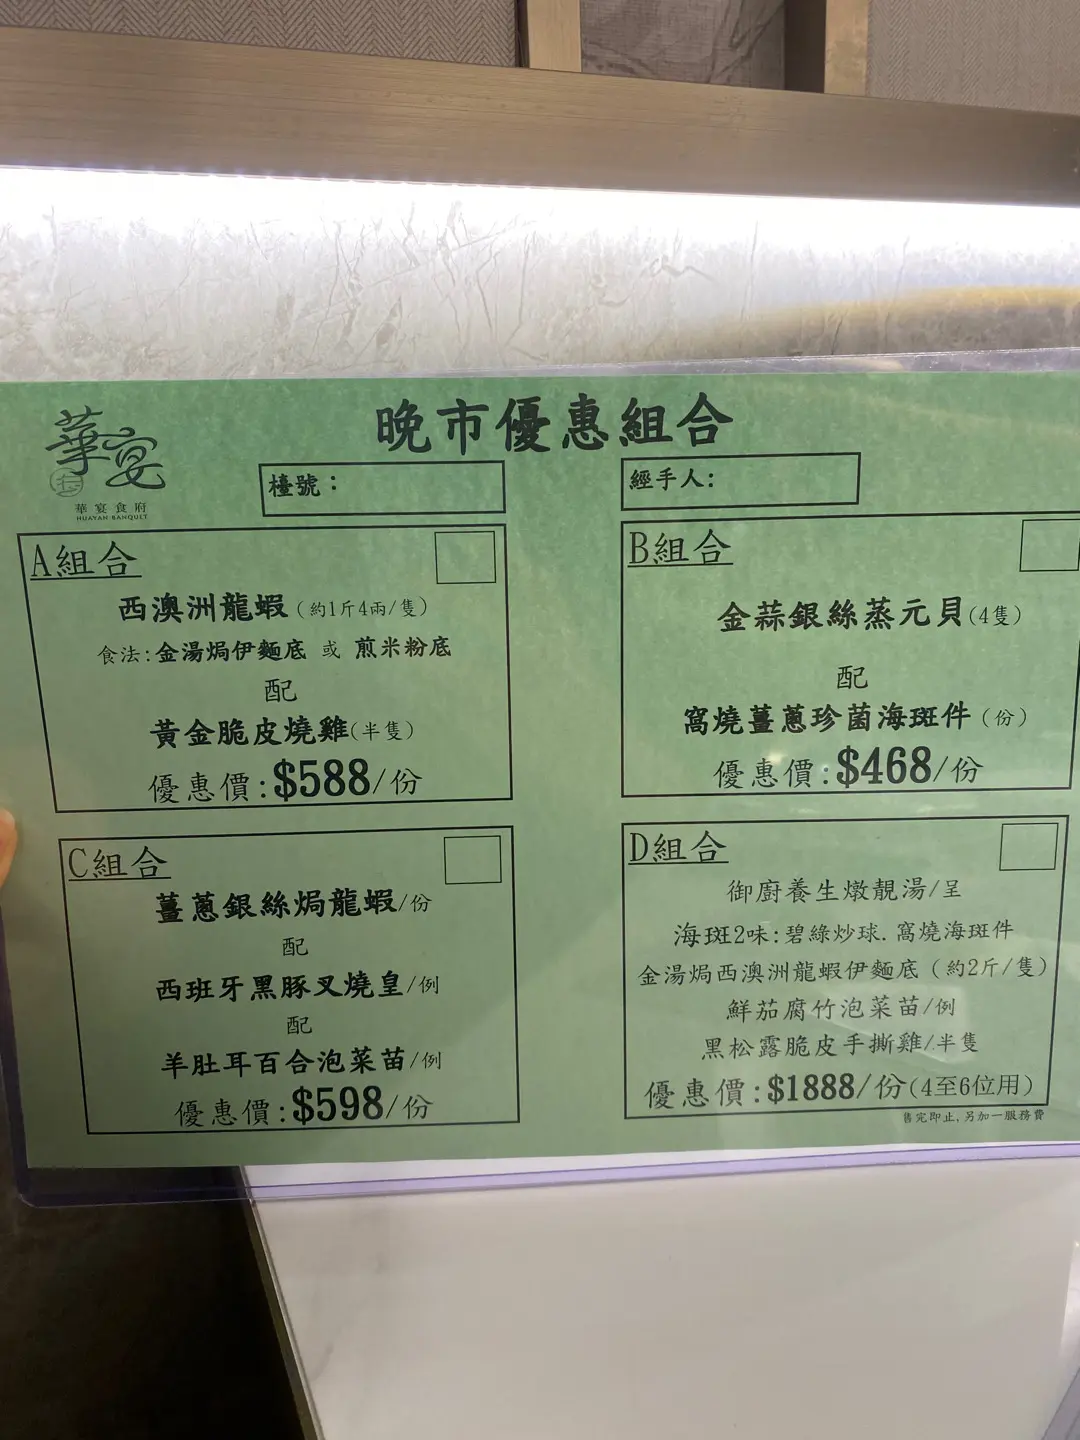 晚市優惠組合
華宴
華宴食府
HUAYAN BANQUET
檯號：
經手人:
A組合
西澳洲龍蝦(約1斤4兩/隻)
食法:金湯焗伊麵底 或 煎米粉底
配
黃金脆皮燒雞(半隻)
優惠價:$588/份
B組合
金蒜銀絲蒸元貝(4隻)
配
窩燒薑蔥珍菌海斑件(份)
優惠價:$468/份
C組合
薑蔥銀絲焗龍蝦/份
配
西班牙黑豚叉燒皇/例
配
羊肚耳百合泡菜苗/例
優惠價:$598/份
D組合
御廚養生燉靚湯/呈
海斑2味:碧綠炒球.窩燒海斑件
金湯焗西澳洲龍蝦伊麵底(約2斤/隻)
鮮茄腐竹泡菜苗/例
黑松露脆皮手撕雞/半隻
優惠價:$1888/份(4至6位用)
售完即止,另加一服務費